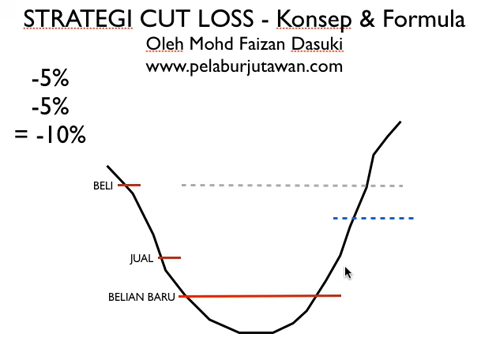 STRATEGI CUT LOSS - Konsep & Formula
Oleh Mohd Faizan Dasuki
www.pelaburjutawan.com
-5%
-5%
= -10%
BELI
JUAL
BELIAN BARU